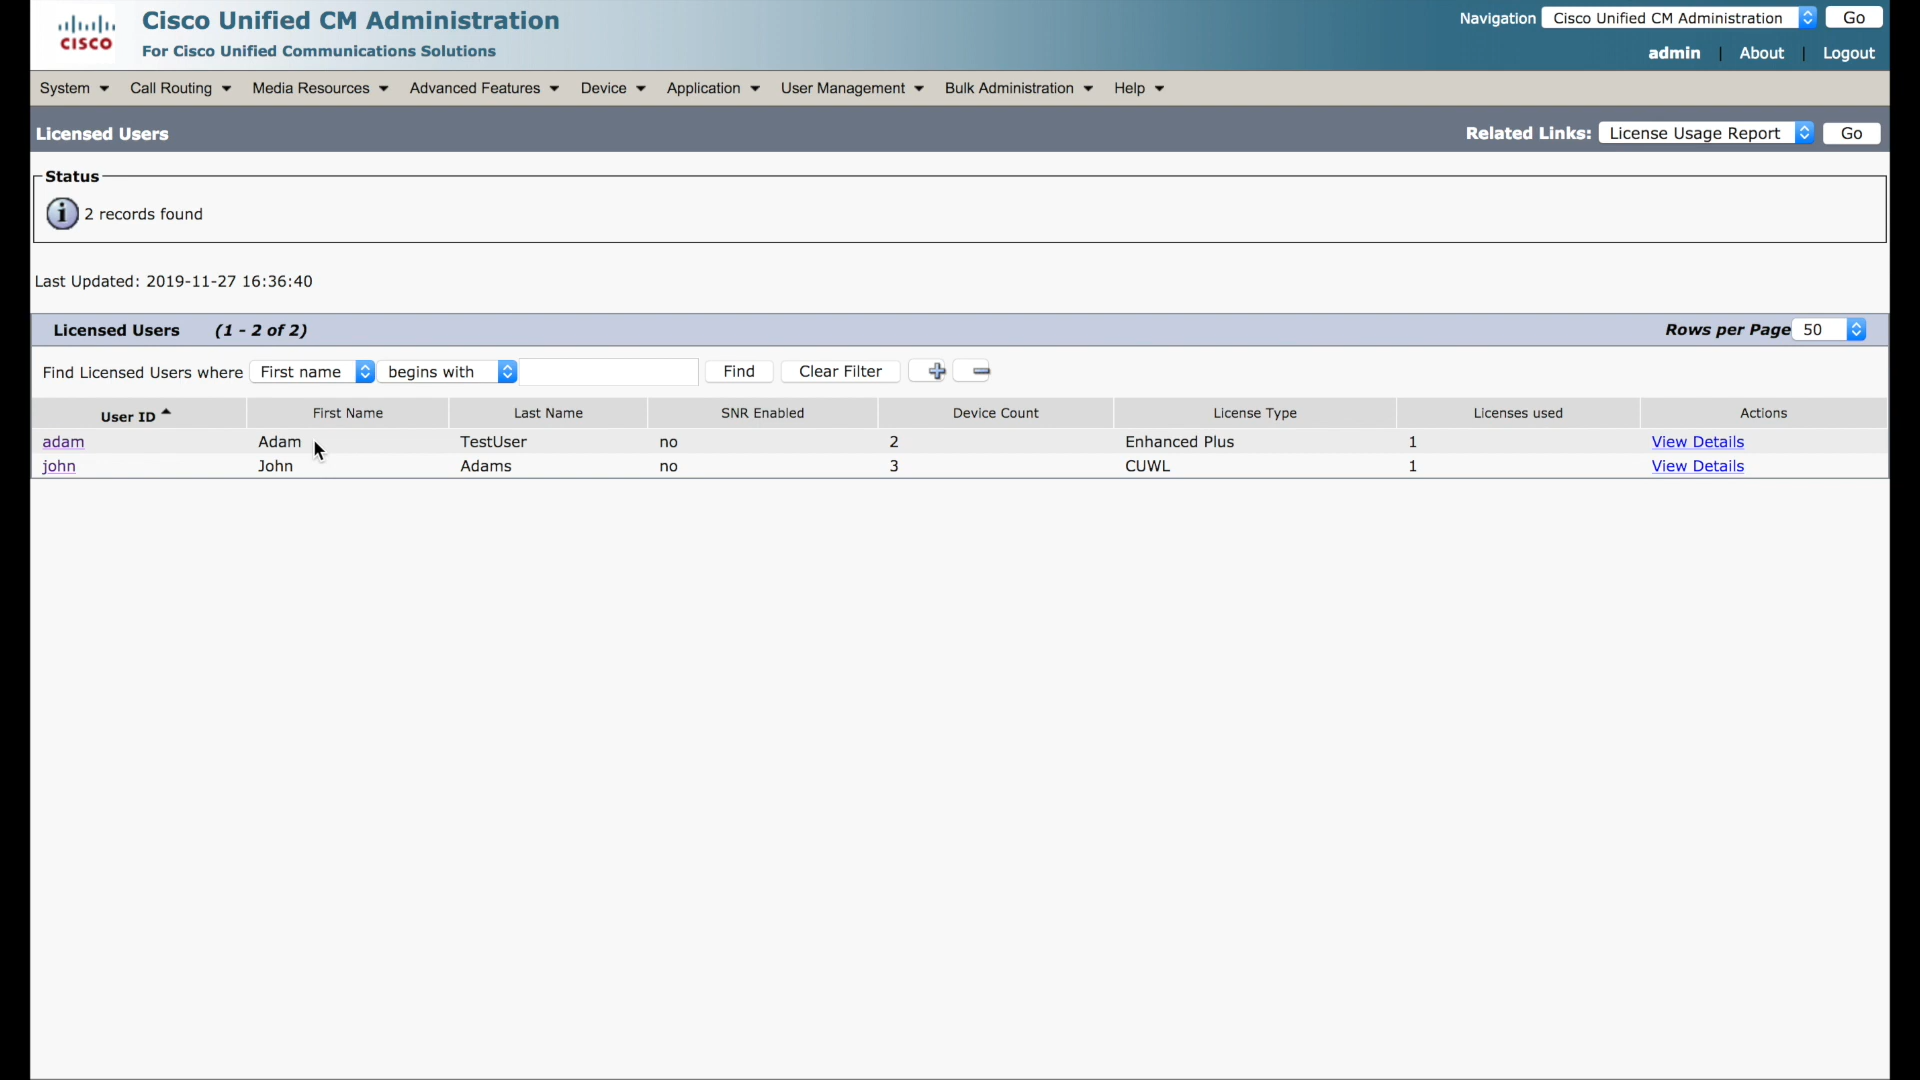 Cisco Unified CM Administration
Navigation Cisco Unified CM Administration Go
CISCO
For Cisco Unified Communications Solutions
admin | About | Logout
System Call Routing Media Resources Advanced Features Device Application User Management Bulk Administration Help
Licensed Users Related Links: License Usage Report Go
Status
i 2 records found
Last Updated: 2019-11-27 16:36:40
Licensed Users (1 - 2 of 2) Rows per Page 50
Find Licensed Users where First name begins with Find Clear Filter
User ID First Name Last Name SNR Enabled Device Count License Type Licenses used Actions
adam Adam TestUser no 2 Enhanced Plus 1 View Details
john John Adams no 3 CUWL 1 View Details